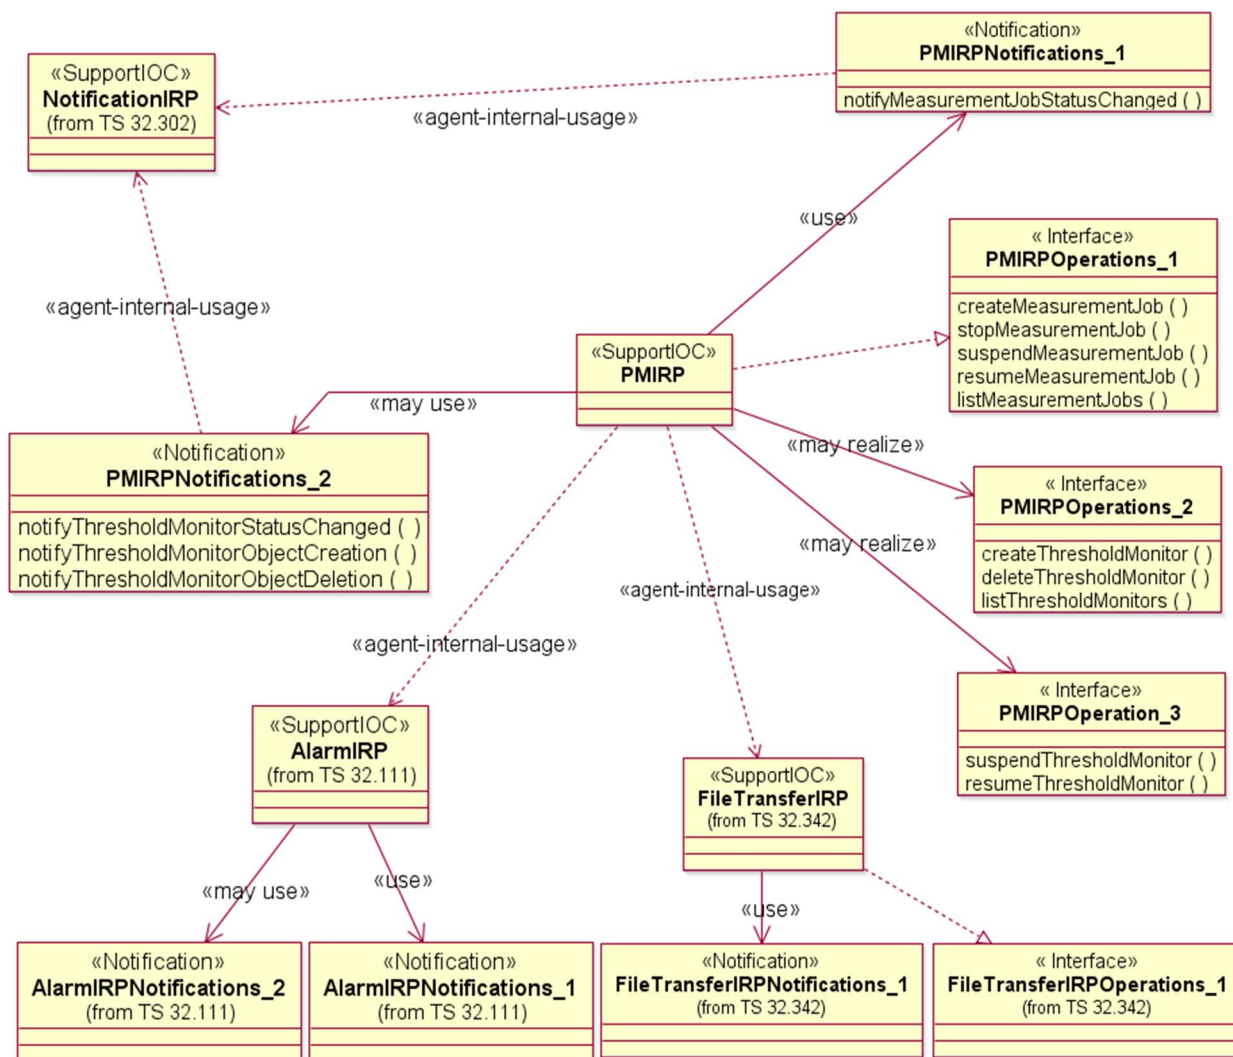 «Notification»
PMIRPNotifications_1
notifyMeasurementJobStatusChanged ( )
«SupportIOC»
NotificationIRP
(from TS 32.302)
«agent-internal-usage»
«use»
« Interface»
PMIRPOperations_1
createMeasurementJob ( )
stopMeasurementJob ( )
suspendMeasurementJob ( )
resumeMeasurementJob ( )
listMeasurementJobs ( )
«agent-internal-usage»
«SupportIOC»
PMIRP
«may use»
«Notification»
PMIRPNotifications_2
notifyThresholdMonitorStatusChanged ( )
notifyThresholdMonitorObjectCreation ( )
notifyThresholdMonitorObjectDeletion ( )
«may realize»
« Interface»
PMIRPOperations_2
createThresholdMonitor ( )
deleteThresholdMonitor ( )
listThresholdMonitors ( )
«may realize»
«agent-internal-usage»
«agent-internal-usage»
« Interface»
PMIRPOperation_3
suspendThresholdMonitor ( )
resumeThresholdMonitor ( )
«SupportIOC»
AlarmIRP
(from TS 32.111)
«SupportIOC»
FileTransferIRP
(from TS 32.342)
«may use»
«use»
«use»
«Notification»
AlarmIRPNotifications_2
(from TS 32.111)
«Notification»
AlarmIRPNotifications_1
(from TS 32.111)
«Notification»
FileTransferIRPNotifications_1
(from TS 32.342)
« Interface»
FileTransferIRPOperations_1
(from TS 32.342)